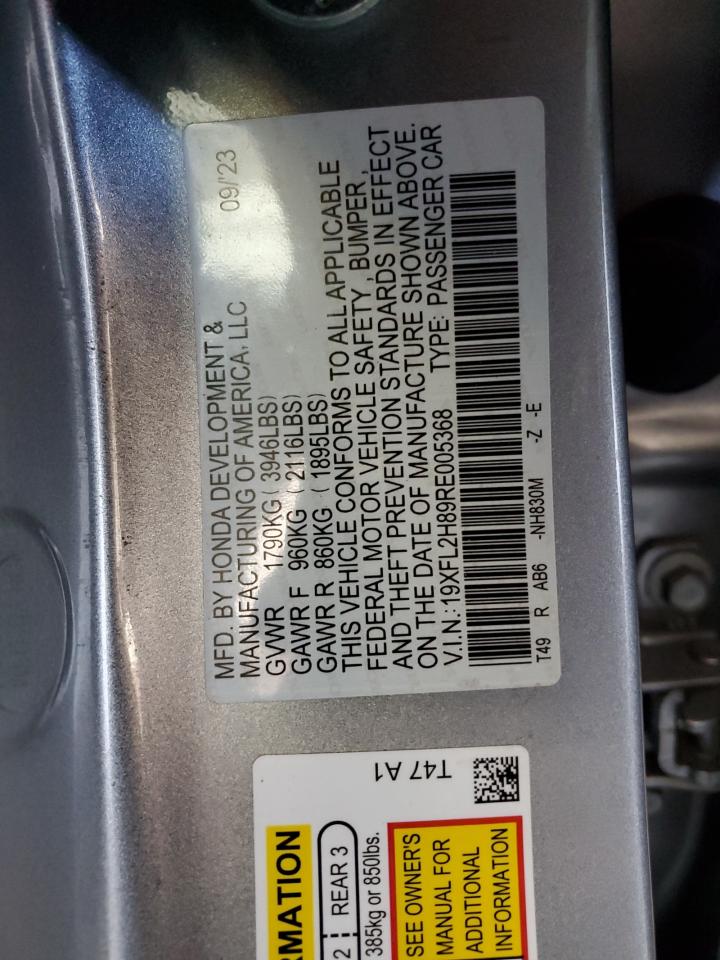 MFD. BY HONDA DEVELOPMENT &
MANUFACTURING OF AMERICA, LLC 09/'23
GVWR 1790KG ( 3946LBS)
GAWR F 960KG ( 2116LBS)
GAWR R 860KG ( 1895LBS)
THIS VEHICLE CONFORMS TO ALL APPLICABLE
FEDERAL MOTOR VEHICLE SAFETY , BUMPER ,
AND THEFT PREVENTION STANDARDS IN EFFECT
ON THE DATE OF MANUFACTURE SHOWN ABOVE.
V.I.N.: 19XFL2H89RE005368 TYPE: PASSENGER CAR
T49 R AB6 -NH830M -Z -E
T47 A1
RMATION
2 REAR 3
385kg or 850lbs.
SEE OWNER'S
MANUAL FOR
ADDITIONAL
INFORMATION